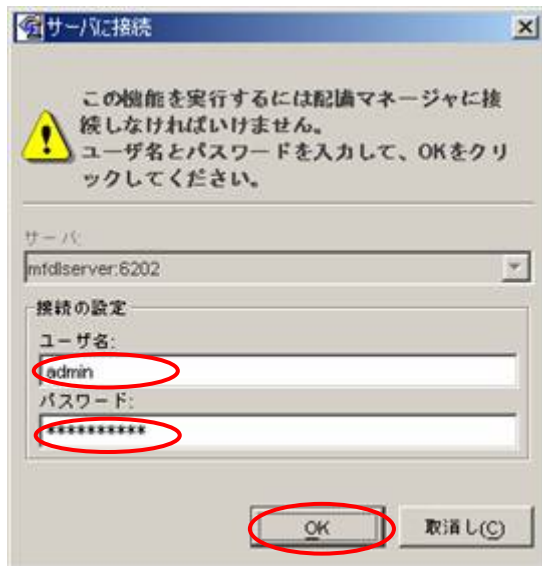 サーバに接続
この機能を実行するには配備マネージャに接
続しなければいけません。
ユーザ名とパスワードを入力して、OKをクリ
ックしてください。
サーバ:
mfdlserver:6202
接続の設定
ユーザ名:
admin
パスワード:
**********
OK
取消し(C)